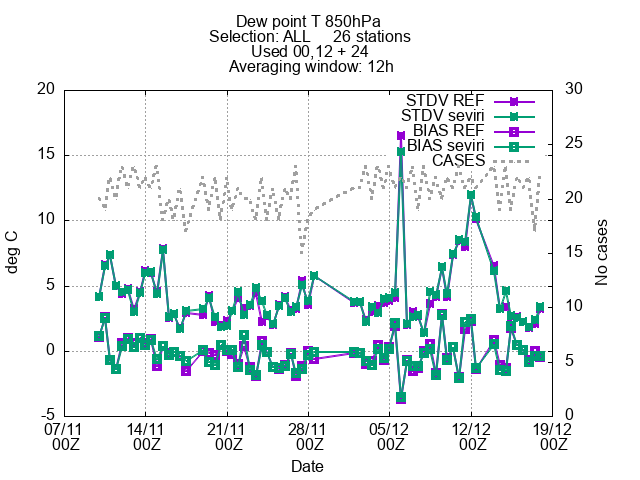 Dew point T 850hPa
Selection: ALL 26 stations
Used 00,12 + 24
Averaging window: 12h
20 30
STDV REF
STDV seviri
BIAS REF
BIAS seviri
CASES
25
15
20
10
15
5
10
0
5
-5 0
deg C
No cases
07/11 14/11 21/11 28/11 05/12 12/12 19/12
00Z 00Z 00Z 00Z 00Z 00Z 00Z
Date